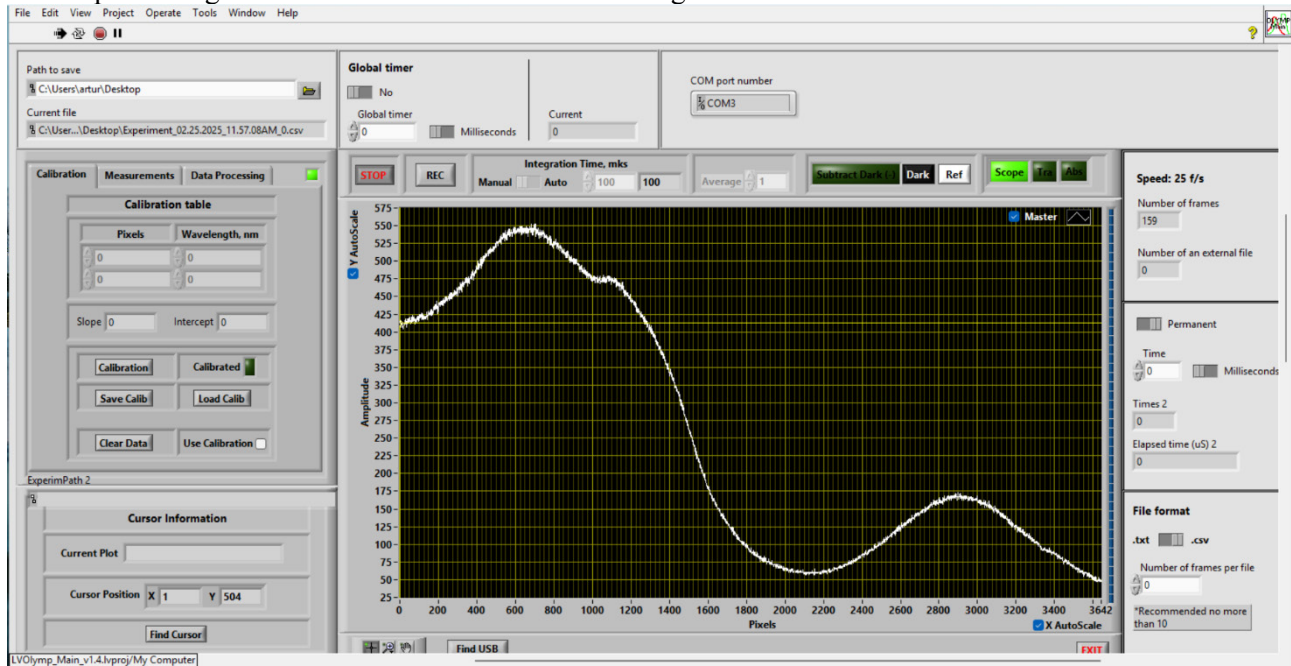 File Edit View Project Operate Tools Window Help
Path to save
C:\Users\artur\Desktop
Current file
C:\User...\Desktop\Experiment_02.25.2025_11.57.08AM_0.csv
Global timer
No
Global timer
0
Milliseconds
Current
0
COM port number
COM3
Calibration Measurements Data Processing
Calibration table
Pixels Wavelength, nm
0 0
0 0
Slope 0 Intercept 0
Calibration Calibrated
Save Calib Load Calib
Clear Data Use Calibration
ExperimPath 2
Cursor Information
Current Plot
Cursor Position X 1 Y 504
Find Cursor
LVOlymp_Main_v1.4.lvproj/My Computer
STOP REC
Integration Time, mks
Manual Auto 100 100
Average 1
Subtract Dark (-) Dark Ref
Scope Tra Abs
Y AutoScale
Amplitude
575
550
525
500
475
450
425
400
375
350
325
300
275
250
225
200
175
150
125
100
75
50
25
Master
0 200 400 600 800 1000 1200 1400 1600 1800 2000 2200 2400 2600 2800 3000 3200 3400 3642
Pixels
X AutoScale
Find USB
EXIT
Speed: 25 f/s
Number of frames
159
Number of an external file
0
Permanent
Time
0 Milliseconds
Times 2
0
Elapsed time (uS) 2
0
File format
.txt .csv
Number of frames per file
0
*Recommended no more
than 10